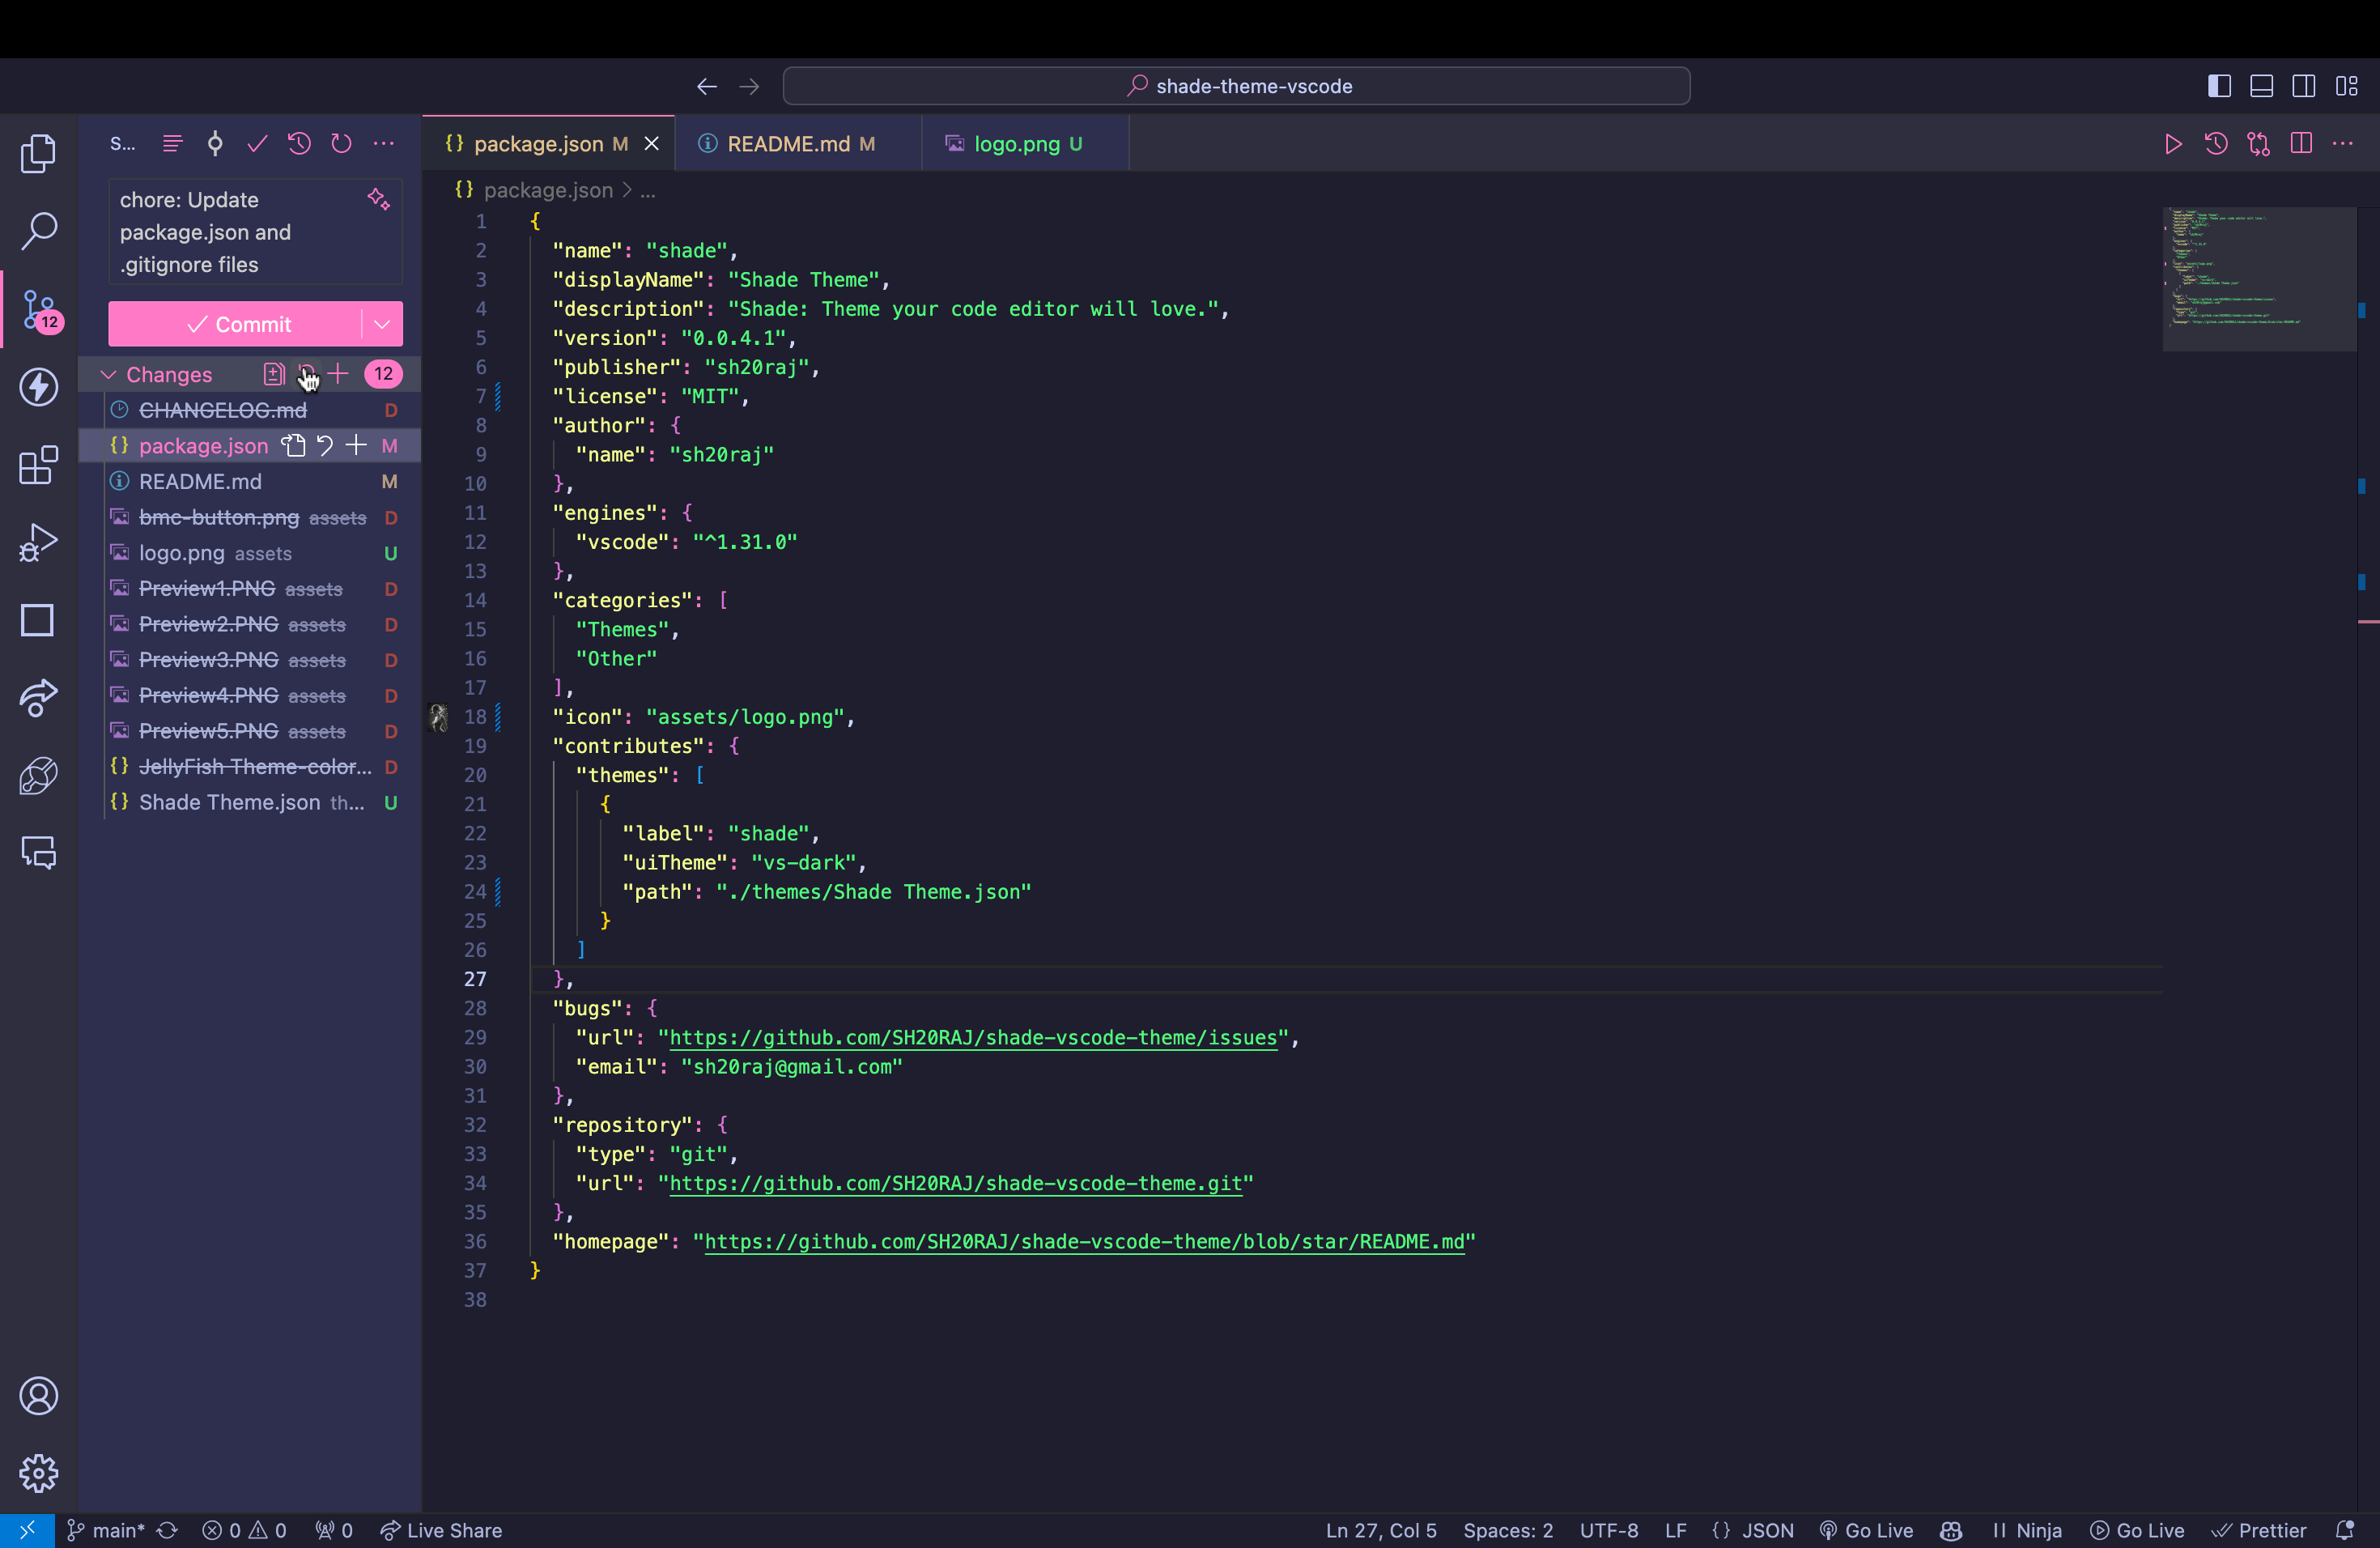 shade-theme-vscode
S...
package.json M
README.md M
logo.png U
chore: Update
package.json and
.gitignore files
Commit
12
Changes 12
CHANGELOG.md D
package.json M
README.md M
bmc-button.png assets D
logo.png assets U
Preview1.PNG assets D
Preview2.PNG assets D
Preview3.PNG assets D
Preview4.PNG assets D
Preview5.PNG assets D
{} JellyFish Theme-color... D
{} Shade Theme.json th... U
{} package.json > ...
1 {
2 "name": "shade",
3 "displayName": "Shade Theme",
4 "description": "Shade: Theme your code editor will love.",
5 "version": "0.0.4.1",
6 "publisher": "sh20raj",
7 "license": "MIT",
8 "author": {
9 "name": "sh20raj"
10 },
11 "engines": {
12 "vscode": "^1.31.0"
13 },
14 "categories": [
15 "Themes",
16 "Other"
17 ],
18 "icon": "assets/logo.png",
19 "contributes": {
20 "themes": [
21 {
22 "label": "shade",
23 "uiTheme": "vs-dark",
24 "path": "./themes/Shade Theme.json"
25 }
26 ]
27 },
28 "bugs": {
29 "url": "https://github.com/SH20RAJ/shade-vscode-theme/issues",
30 "email": "sh20raj@gmail.com"
31 },
32 "repository": {
33 "type": "git",
34 "url": "https://github.com/SH20RAJ/shade-vscode-theme.git"
35 },
36 "homepage": "https://github.com/SH20RAJ/shade-vscode-theme/blob/star/README.md"
37 }
38
main* 0 0 0 Live Share
Ln 27, Col 5 Spaces: 2 UTF-8 LF {} JSON Go Live Ninja Go Live Prettier